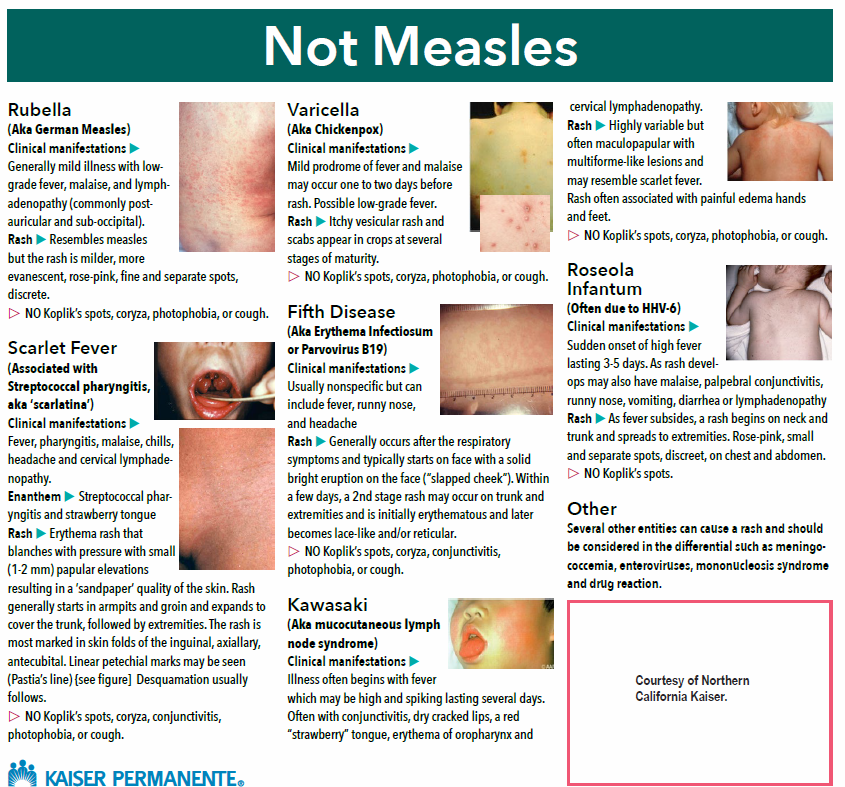 Not Measles
Rubella
(Aka German Measles)
Clinical manifestations ▶
Generally mild illness with low-
grade fever, malaise, and lymph-
adenopathy (commonly post-
auricular and sub-occipital).
Rash ▶ Resembles measles
but the rash is milder, more
evanescent, rose-pink, fine and separate spots,
discrete.
▷ NO Koplik's spots, coryza, photophobia, or cough.
Scarlet Fever
(Associated with
Streptococcal pharyngitis,
aka 'scarlatina')
Clinical manifestations ▶
Fever, pharyngitis, malaise, chills,
headache and cervical lymphade-
nopathy.
Enanthem ▶ Streptococcal phar-
yngitis and strawberry tongue
Rash ▶ Erythema rash that
blanches with pressure with small
(1-2 mm) papular elevations
resulting in a 'sandpaper' quality of the skin. Rash
generally starts in armpits and groin and expands to
cover the trunk, followed by extremities. The rash is
most marked in skin folds of the inguinal, axiallary,
antecubital. Linear petechial marks may be seen
(Pastia's line) {see figure] Desquamation usually
follows.
▷ NO Koplik's spots, coryza, conjunctivitis,
photophobia, or cough.
KAISER PERMANENTE®
Varicella
(Aka Chickenpox)
Clinical manifestations ▶
Mild prodrome of fever and malaise
may occur one to two days before
rash. Possible low-grade fever.
Rash ▶ Itchy vesicular rash and
scabs appear in crops at several
stages of maturity.
▷ NO Koplik's spots, coryza, photophobia, or cough.
Fifth Disease
(Aka Erythema Infectiosum
or Parvovirus B19)
Clinical manifestations ▶
Usually nonspecific but can
include fever, runny nose,
and headache
Rash ▶ Generally occurs after the respiratory
symptoms and typically starts on face with a solid
bright eruption on the face ("slapped cheek"). Within
a few days, a 2nd stage rash may occur on trunk and
extremities and is initially erythematous and later
becomes lace-like and/or reticular.
▷ NO Koplik's spots, coryza, conjunctivitis,
photophobia, or cough.
Kawasaki
(Aka mucocutaneous lymph
node syndrome)
Clinical manifestations ▶
Illness often begins with fever
which may be high and spiking lasting several days.
Often with conjunctivitis, dry cracked lips, a red
"strawberry" tongue, erythema of oropharynx and
cervical lymphadenopathy.
Rash ▶ Highly variable but
often maculopapular with
multiforme-like lesions and
may resemble scarlet fever.
Rash often associated with painful edema hands
and feet.
▷ NO Koplik's spots, coryza, photophobia, or cough.
Roseola
Infantum
(Often due to HHV-6)
Clinical manifestations ▶
Sudden onset of high fever
lasting 3-5 days. As rash devel-
ops may also have malaise, palpebral conjunctivitis,
runny nose, vomiting, diarrhea or lymphadenopathy
Rash ▶ As fever subsides, a rash begins on neck and
trunk and spreads to extremities. Rose-pink, small
and separate spots, discreet, on chest and abdomen.
▷ NO Koplik's spots.
Other
Several other entities can cause a rash and should
be considered in the differential such as meningo-
coccemia, enteroviruses, mononucleosis syndrome
and drug reaction.
Courtesy of Northern
California Kaiser.